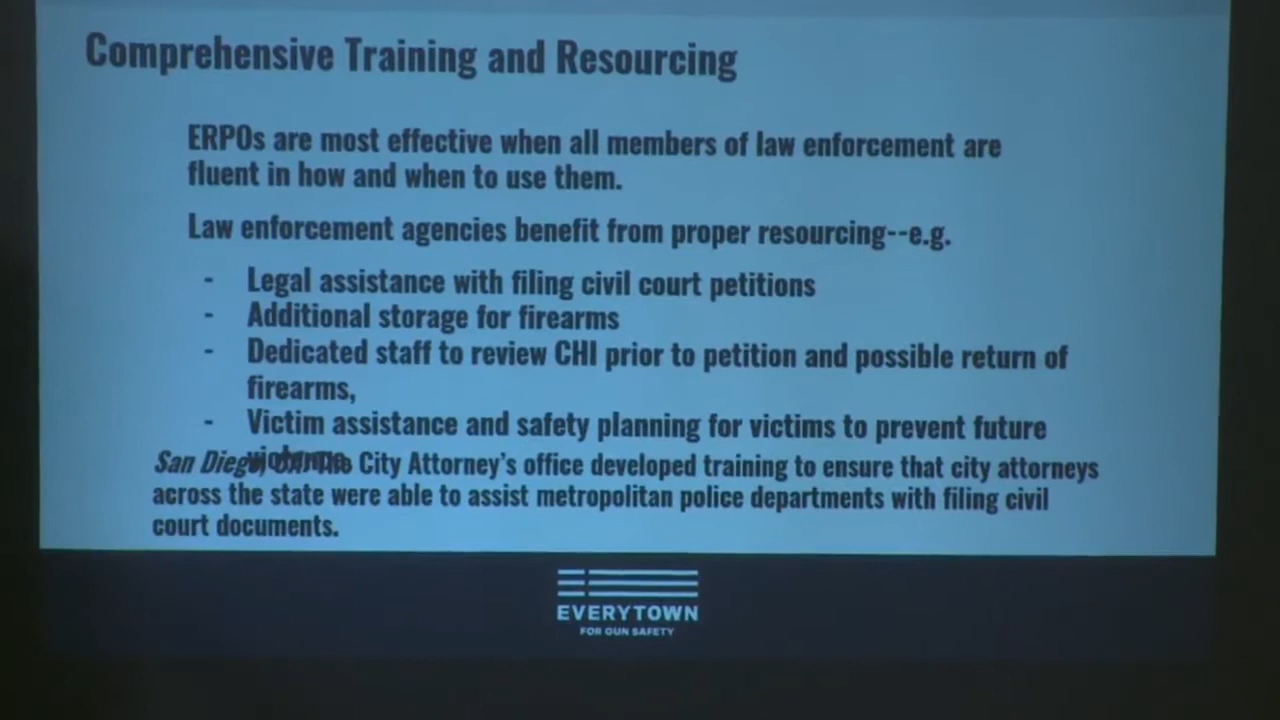 Comprehensive Training and Resourcing
ERPOs are most effective when all members of law enforcement are
fluent in how and when to use them.
Law enforcement agencies benefit from proper resourcing--e.g.
- Legal assistance with filing civil court petitions
- Additional storage for firearms
- Dedicated staff to review CHI prior to petition and possible return of
firearms,
- Victim assistance and safety planning for victims to prevent future
violence
San Diego, City Attorney's office developed training to ensure that city attorneys
across the state were able to assist metropolitan police departments with filing civil
court documents.
EVERYTOWN
FOR GUN SAFETY